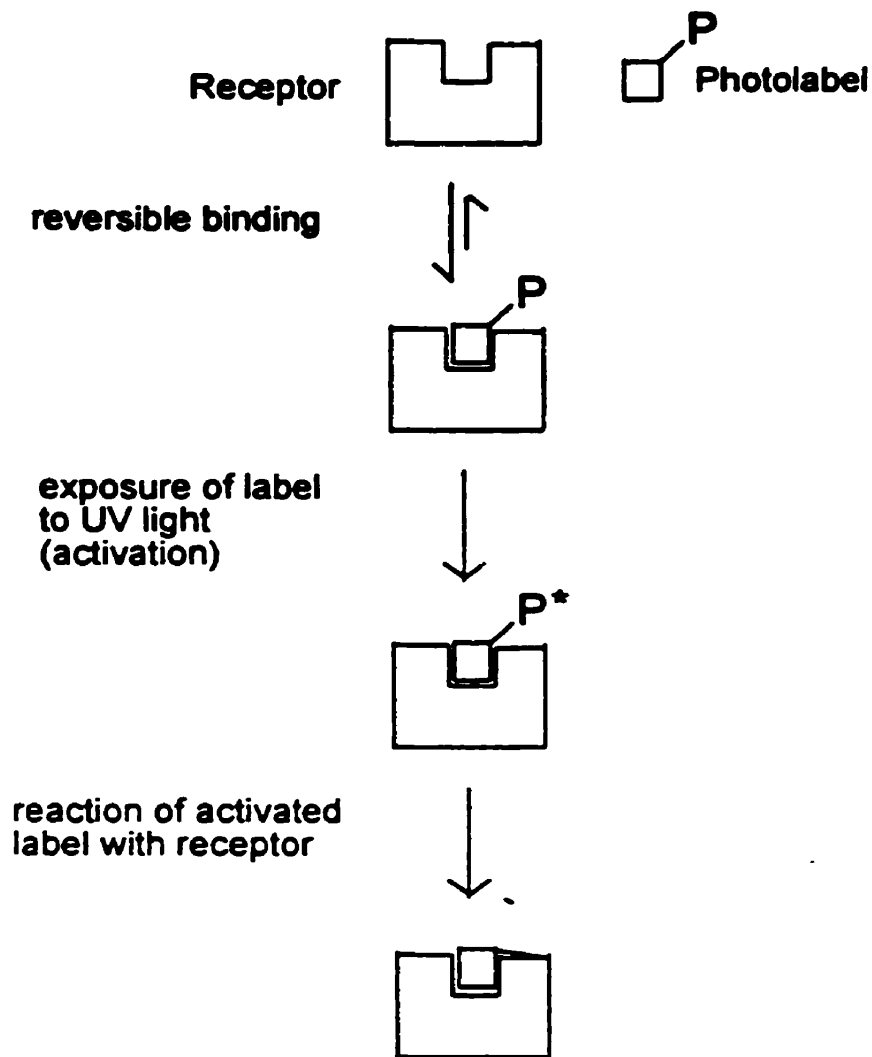 P
Receptor
Photolabel
reversible binding
P
exposure of label
to UV light
(activation)
P*
reaction of activated
label with receptor